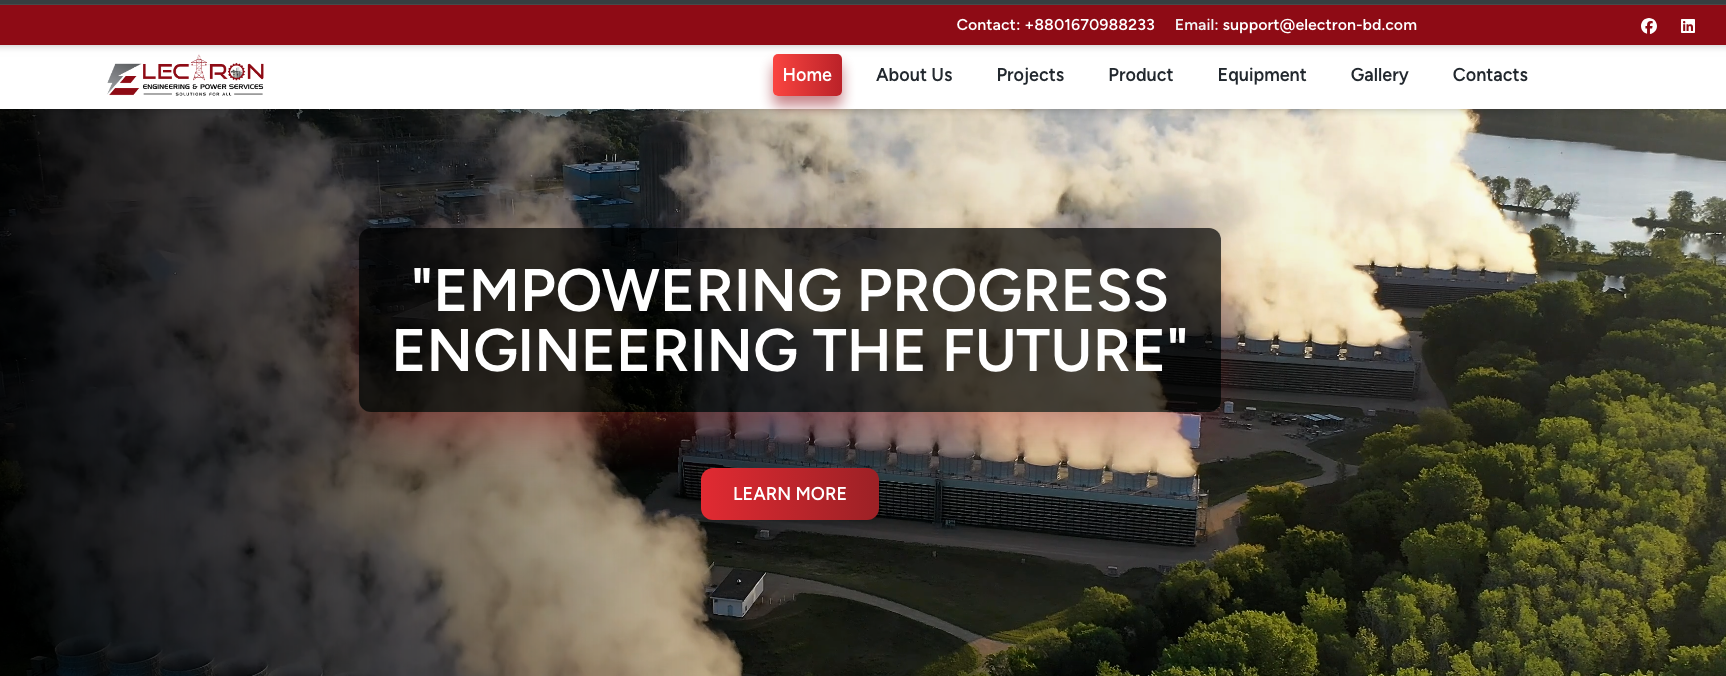 Contact: +8801670988233 Email: support@electron-bd.com
ELECTRON
ENGINEERING & POWER SERVICES
SOLUTIONS FOR ALL
Home About Us Projects Product Equipment Gallery Contacts
"EMPOWERING PROGRESS
ENGINEERING THE FUTURE"
LEARN MORE